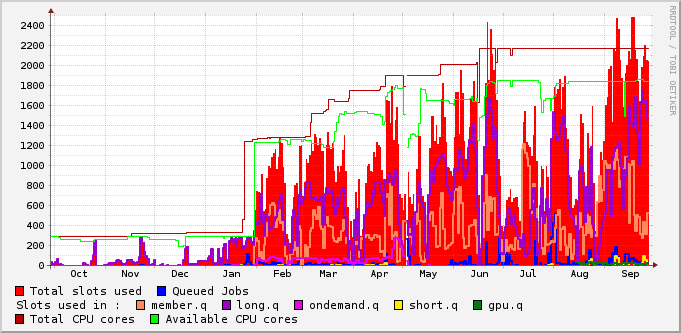 2400
2200
2000
1800
1600
1400
1200
1000
800
600
400
200
0
Oct Nov Dec Jan Feb Mar Apr May Jun Jul Aug Sep
RRDTOOL / TOBI OETIKER
Total slots used Queued Jobs
Slots used in : member.q long.q ondemand.q short.q gpu.q
Total CPU cores Available CPU cores